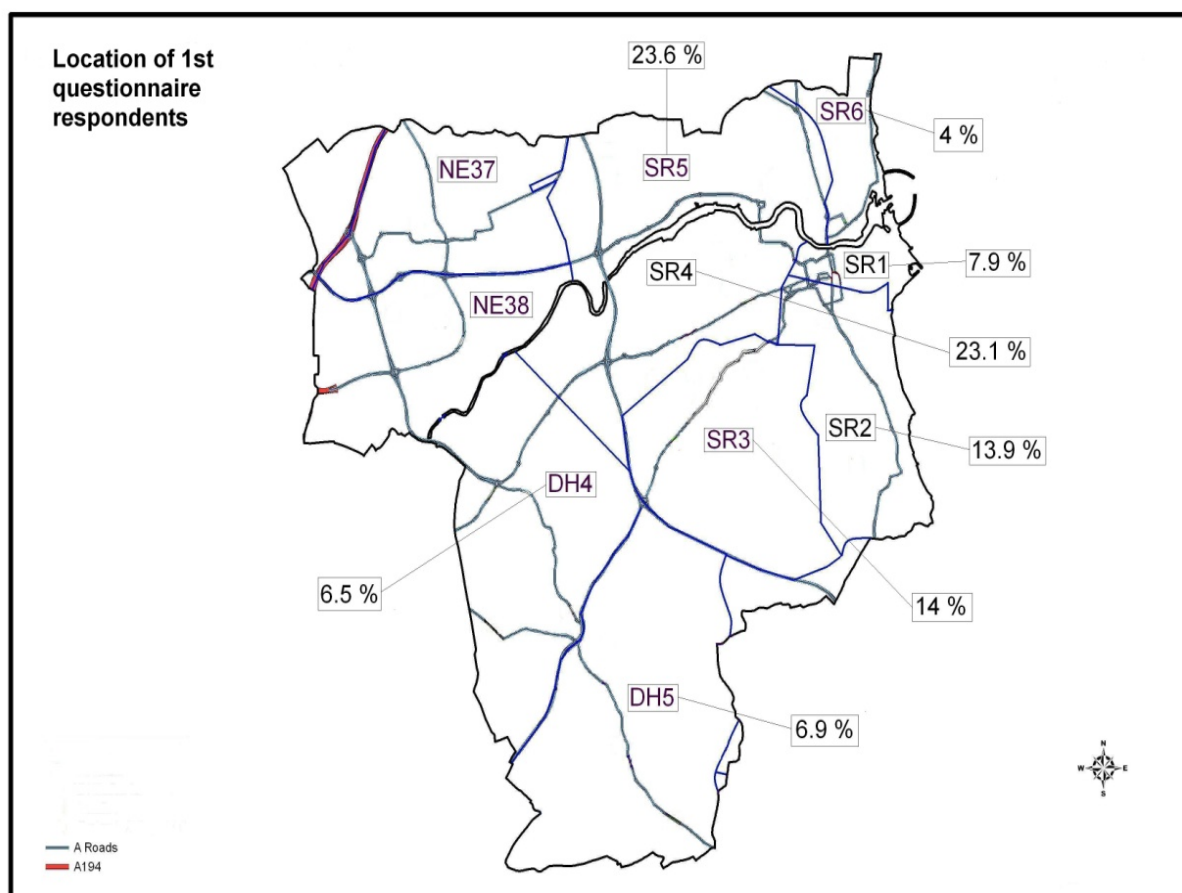 Location of 1st
questionnaire
respondents
23.6 %
SR6
4 %
NE37
SR5
SR1
7.9 %
SR4
NE38
23.1 %
SR2
SR3
13.9 %
DH4
6.5 %
14 %
DH5
6.9 %
N
W
E
S
A Roads
A194